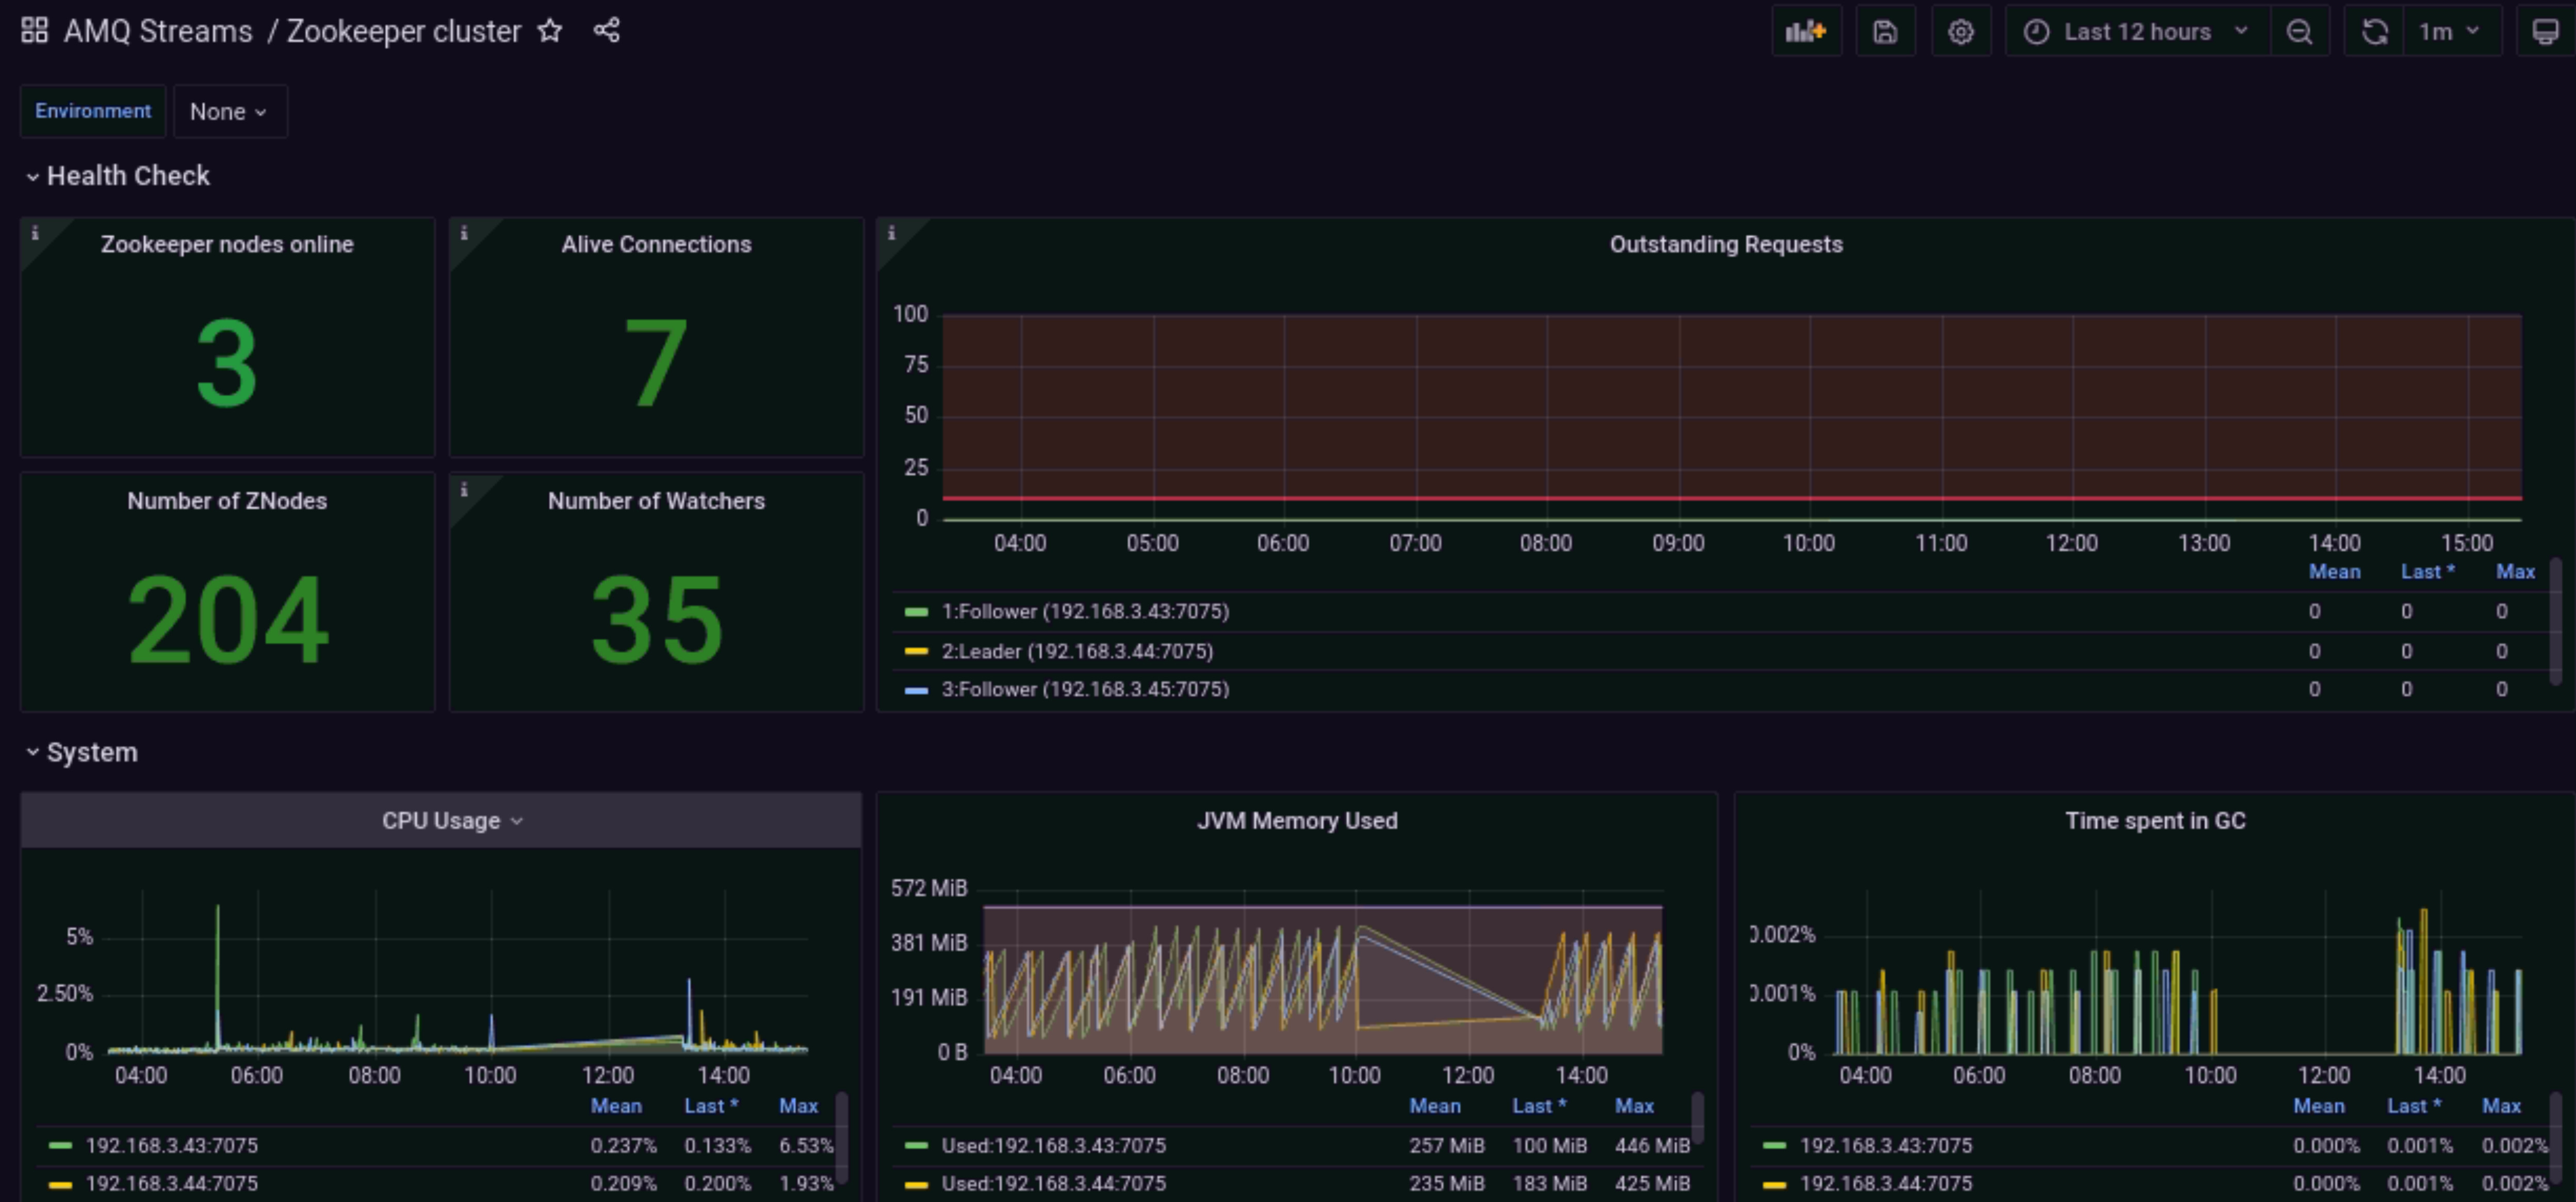 AMQ Streams / Zookeeper cluster
Last 12 hours
1m
Environment
None
Health Check
Zookeeper nodes online
3
Alive Connections
7
Number of ZNodes
204
Number of Watchers
35
Outstanding Requests
100
75
50
25
0
04:00 05:00 06:00 07:00 08:00 09:00 10:00 11:00 12:00 13:00 14:00 15:00
Mean Last * Max
1:Follower (192.168.3.43:7075) 0 0 0
2:Leader (192.168.3.44:7075) 0 0 0
3:Follower (192.168.3.45:7075) 0 0 0
System
CPU Usage
5%
2.50%
0%
04:00 06:00 08:00 10:00 12:00 14:00
Mean Last * Max
192.168.3.43:7075 0.237% 0.133% 6.53%
192.168.3.44:7075 0.209% 0.200% 1.93%
JVM Memory Used
572 MiB
381 MiB
191 MiB
0 B
04:00 06:00 08:00 10:00 12:00 14:00
Mean Last * Max
Used:192.168.3.43:7075 257 MiB 100 MiB 446 MiB
Used:192.168.3.44:7075 235 MiB 183 MiB 425 MiB
Time spent in GC
0.002%
0.001%
0%
04:00 06:00 08:00 10:00 12:00 14:00
Mean Last * Max
192.168.3.43:7075 0.000% 0.001% 0.002%
192.168.3.44:7075 0.000% 0.001% 0.002%